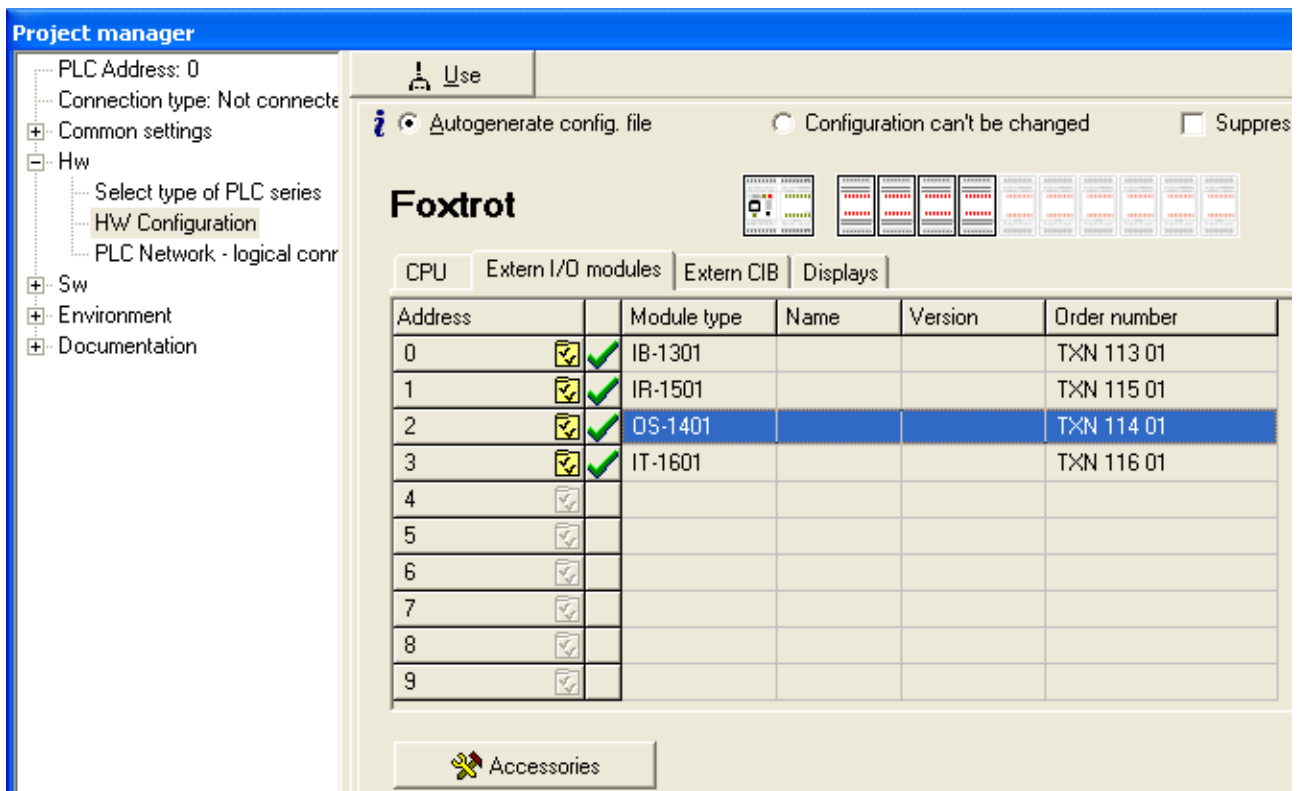 Project manager
PLC Address: 0
Connection type: Not connecte
Common settings
Hw
Select type of PLC series
HW Configuration
PLC Network - logical conr
Sw
Environment
Documentation
Use
Autogenerate config. file
Configuration can't be changed
Suppres
Foxtrot
CPU Extern I/O modules Extern CIB Displays
Address Module type Name Version Order number
0 IB-1301 TXN 113 01
1 IR-1501 TXN 115 01
2 OS-1401 TXN 114 01
3 IT-1601 TXN 116 01
4
5
6
7
8
9
Accessories